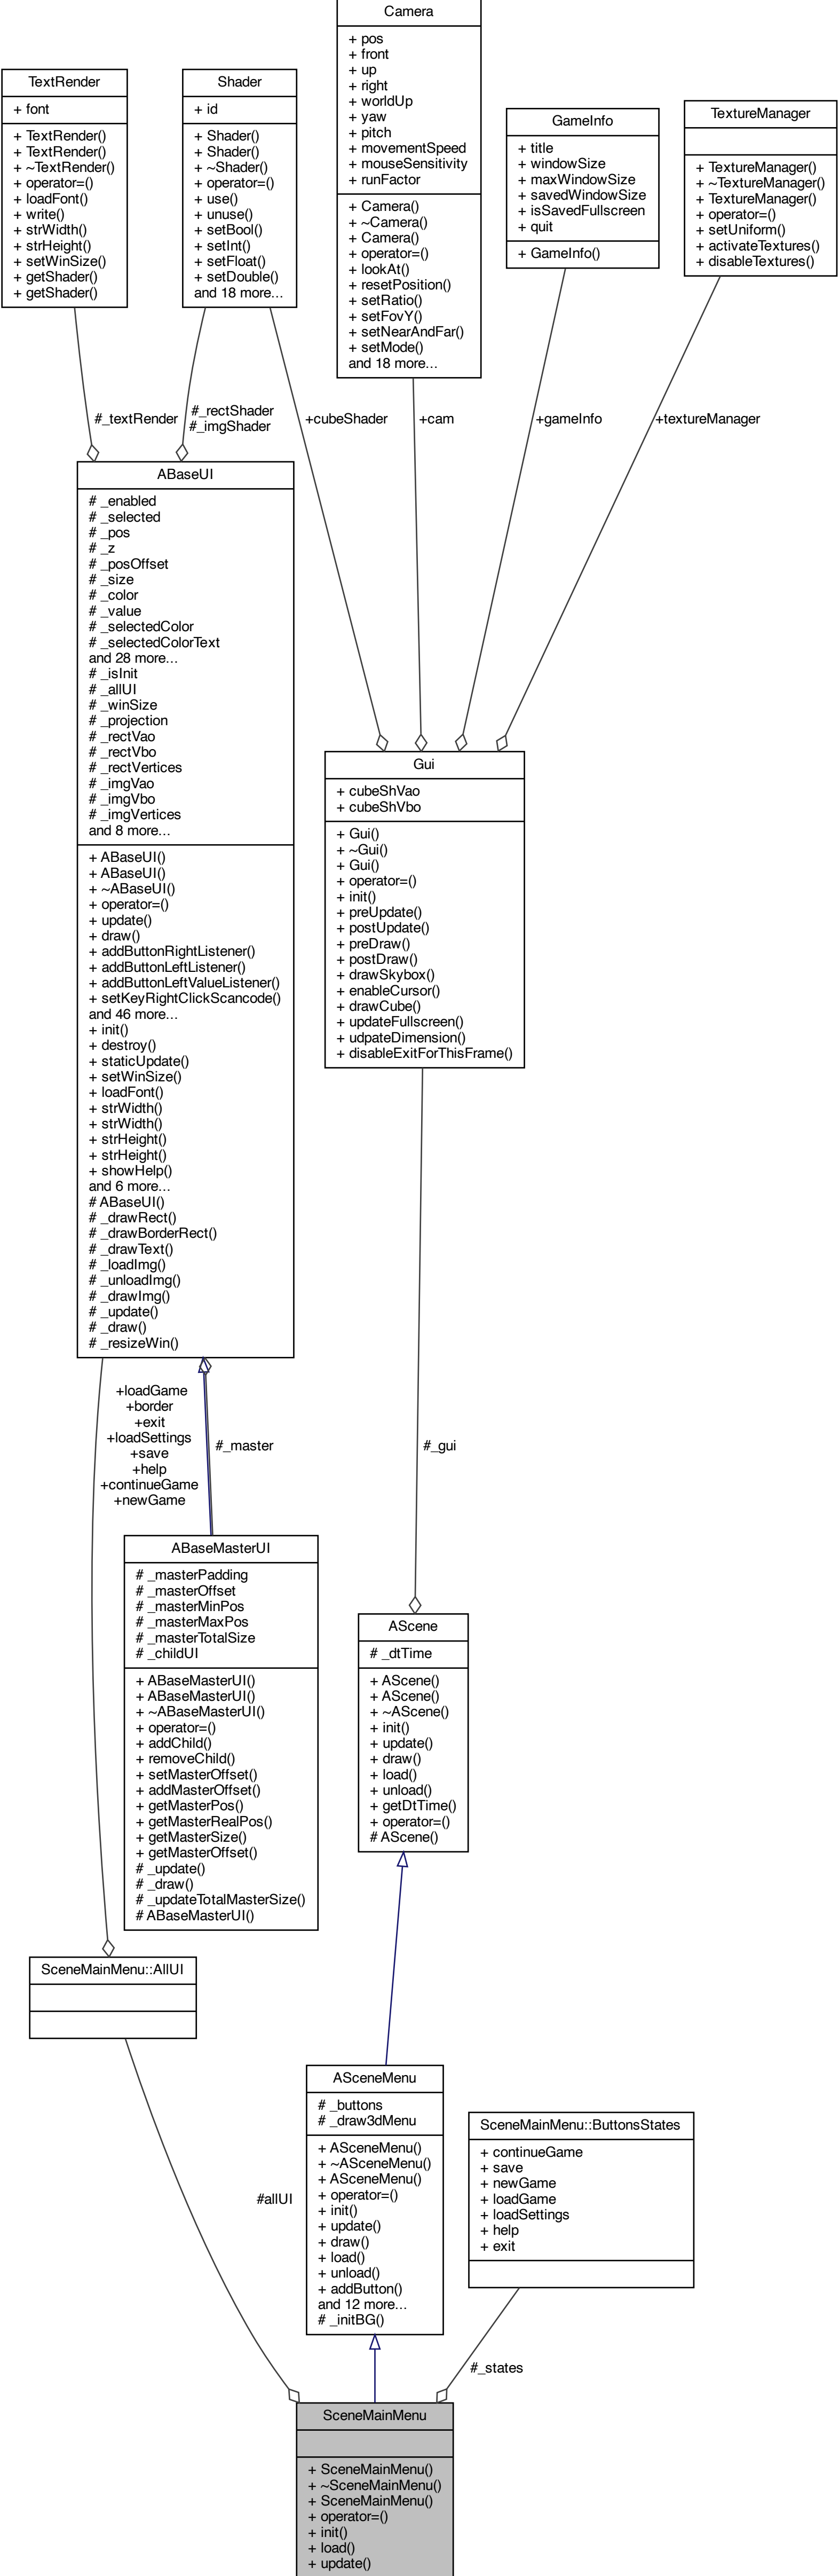 Camera
+ pos
+ front
+ up
+ right
+ worldUp
+ yaw
+ pitch
+ movementSpeed
+ mouseSensitivity
+ runFactor
+ Camera()
+ ~Camera()
+ Camera()
+ operator=()
+ lookAt()
+ resetPosition()
+ setRatio()
+ setFovY()
+ setNearAndFar()
+ setMode()
and 18 more...
TextRender
+ font
+ TextRender()
+ TextRender()
+ ~TextRender()
+ operator=()
+ loadFont()
+ write()
+ strWidth()
+ strHeight()
+ setWinSize()
+ getShader()
+ getShader()
Shader
+ id
+ Shader()
+ Shader()
+ ~Shader()
+ operator=()
+ use()
+ unuse()
+ setBool()
+ setInt()
+ setFloat()
+ setDouble()
and 18 more...
GameInfo
+ title
+ windowSize
+ maxWindowSize
+ savedWindowSize
+ isSavedFullscreen
+ quit
+ GameInfo()
TextureManager
+ TextureManager()
+ ~TextureManager()
+ TextureManager()
+ operator=()
+ setUniform()
+ activateTextures()
+ disableTextures()
#_textRender
#_rectShader
#_imgShader
+cubeShader
+cam
+gameInfo
+textureManager
ABaseUI
# _enabled
# _selected
# _pos
# _z
# _posOffset
# _size
# _color
# _value
# _selectedColor
# _selectedColorText
and 28 more...
# _isInit
# _allUI
# _winSize
# _projection
# _rectVao
# _rectVbo
# _rectVertices
# _imgVao
# _imgVbo
# _imgVertices
and 8 more...
+ ABaseUI()
+ ABaseUI()
+ ~ABaseUI()
+ operator=()
+ update()
+ draw()
+ addButtonRightListener()
+ addButtonLeftListener()
+ addButtonLeftValueListener()
+ setKeyRightClickScancode()
and 46 more...
+ init()
+ destroy()
+ staticUpdate()
+ setWinSize()
+ loadFont()
+ strWidth()
+ strWidth()
+ strHeight()
+ strHeight()
+ showHelp()
and 6 more...
# ABaseUI()
# _drawRect()
# _drawBorderRect()
# _drawText()
# _loadImg()
# _unloadImg()
# _drawImg()
# _update()
# _draw()
# _resizeWin()
Gui
+ cubeShVao
+ cubeShVbo
+ Gui()
+ ~Gui()
+ Gui()
+ operator=()
+ init()
+ preUpdate()
+ postUpdate()
+ preDraw()
+ postDraw()
+ drawSkybox()
+ enableCursor()
+ drawCube()
+ updateFullscreen()
+ udpateDimension()
+ disableExitForThisFrame()
+loadGame
+border
+exit
+loadSettings
+save
+help
+continueGame
+newGame
#_master
#_gui
ABaseMasterUI
# _masterPadding
# _masterOffset
# _masterMinPos
# _masterMaxPos
# _masterTotalSize
# _childUI
+ ABaseMasterUI()
+ ABaseMasterUI()
+ ~ABaseMasterUI()
+ operator=()
+ addChild()
+ removeChild()
+ setMasterOffset()
+ addMasterOffset()
+ getMasterPos()
+ getMasterRealPos()
+ getMasterSize()
+ getMasterOffset()
# _update()
# _draw()
# _updateTotalMasterSize()
# ABaseMasterUI()
AScene
# _dtTime
+ AScene()
+ AScene()
+ ~AScene()
+ init()
+ update()
+ draw()
+ load()
+ unload()
+ getDtTime()
+ operator=()
# AScene()
SceneMainMenu::AllUI
ASceneMenu
# _buttons
# _draw3dMenu
+ ASceneMenu()
+ ~ASceneMenu()
+ ASceneMenu()
+ operator=()
+ init()
+ update()
+ draw()
+ load()
+ unload()
+ addButton()
and 12 more...
# _initBG()
SceneMainMenu::ButtonsStates
+ continueGame
+ save
+ newGame
+ loadGame
+ loadSettings
+ help
+ exit
#allUI
#_states
SceneMainMenu
+ SceneMainMenu()
+ ~SceneMainMenu()
+ SceneMainMenu()
+ operator=()
+ init()
+ load()
+ update()